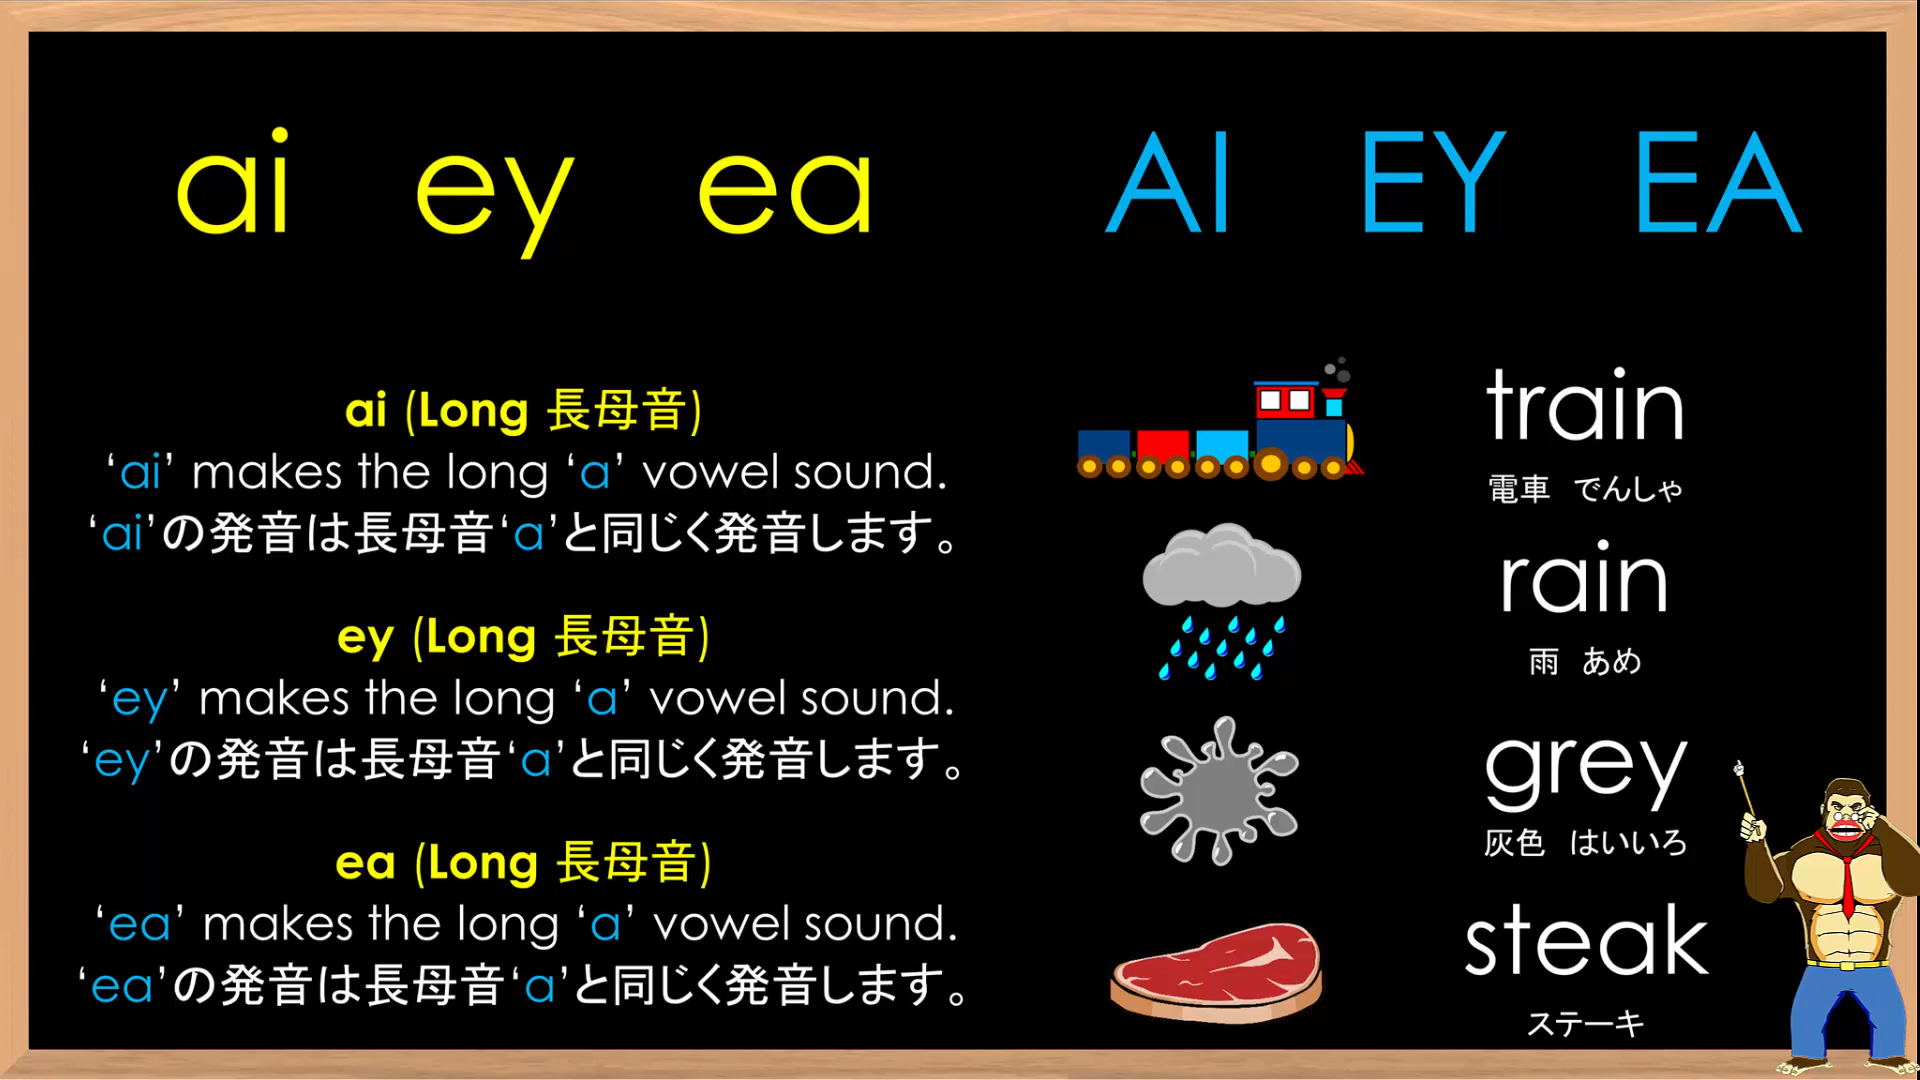 ai ey ea
AI EY EA
ai (Long 長母音)
‘ai’ makes the long ‘a’ vowel sound.
‘ai’の発音は長母音‘a’と同じく発音します。
ey (Long 長母音)
‘ey’ makes the long ‘a’ vowel sound.
‘ey’の発音は長母音‘a’と同じく発音します。
ea (Long 長母音)
‘ea’ makes the long ‘a’ vowel sound.
‘ea’の発音は長母音‘a’と同じく発音します。
train
電車 でんしゃ
rain
雨 あめ
grey
灰色 はいいろ
steak
ステーキ